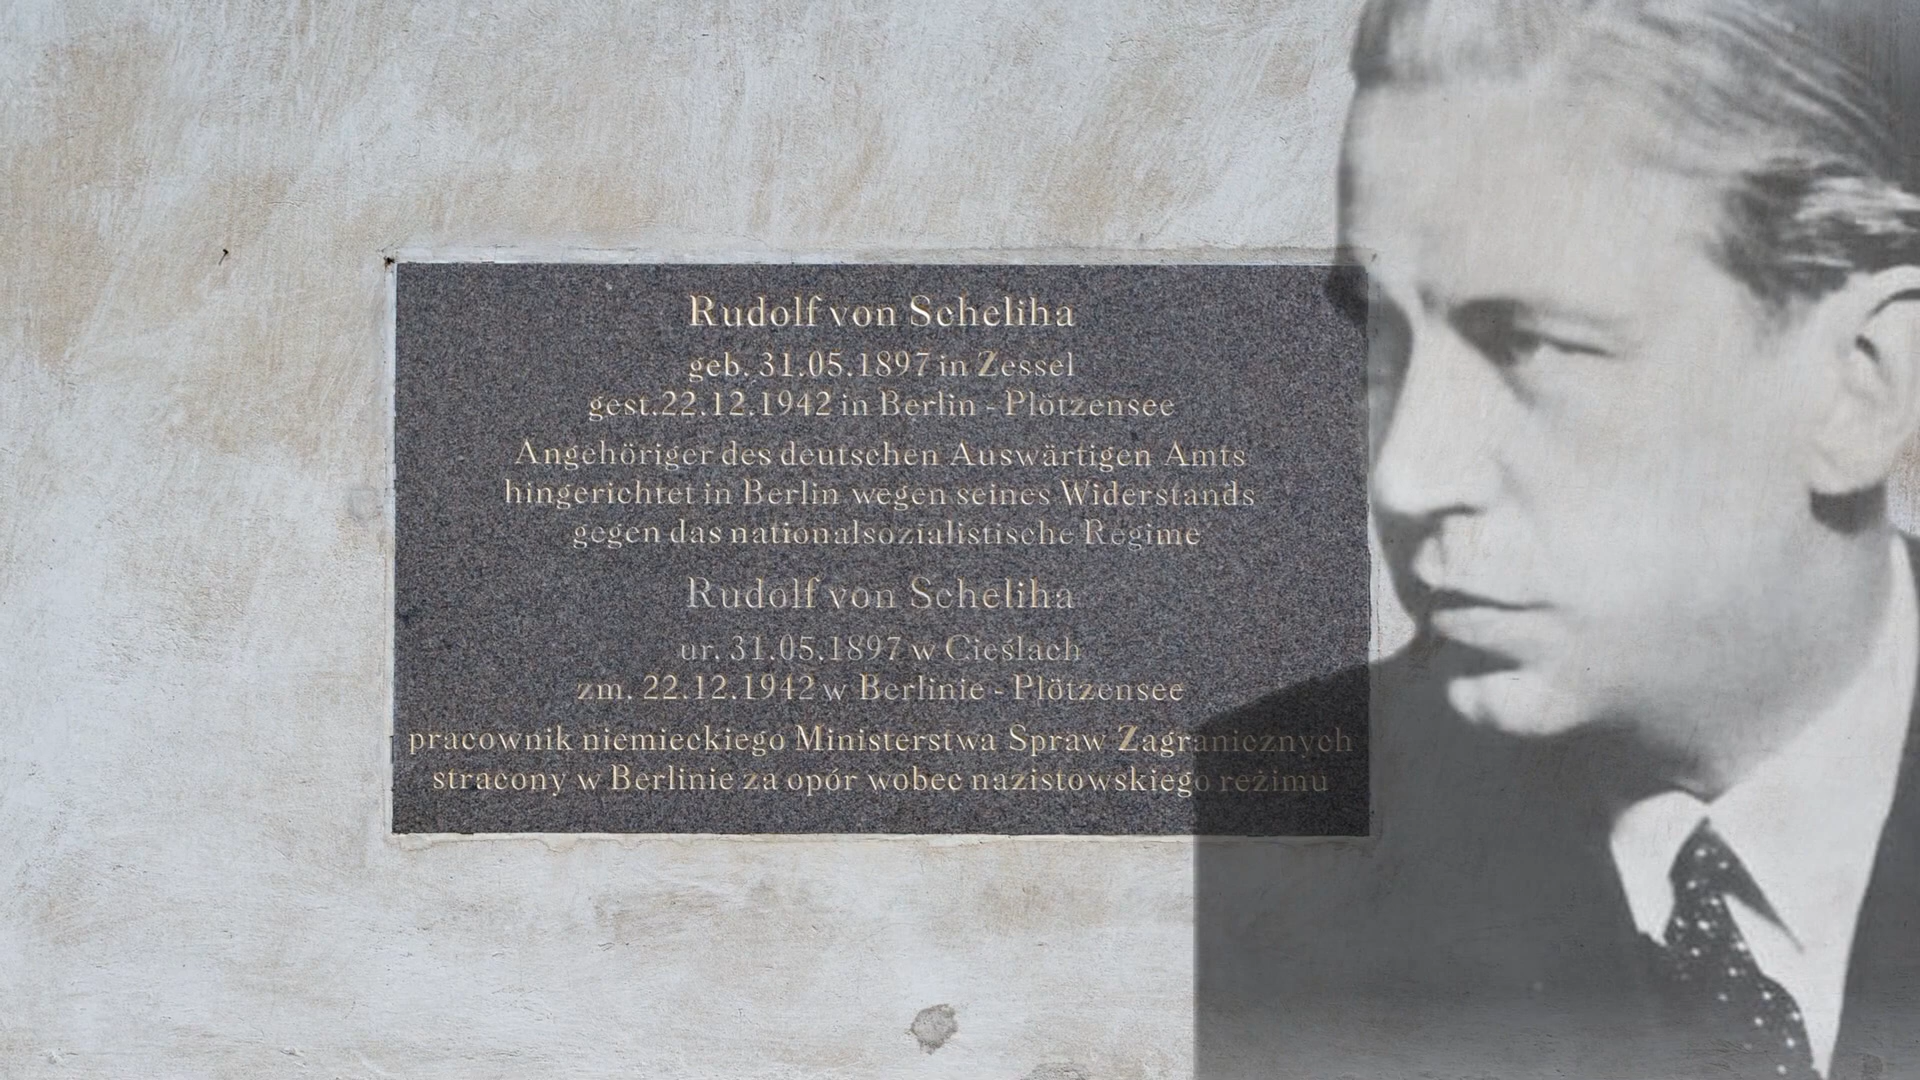 Rudolf von Scheliha
geb. 31.05.1897 in Zessel
gest.22.12.1942 in Berlin - Plötzensee
Angehöriger des deutschen Auswärtigen Amts
hingerichtet in Berlin wegen seines Widerstands
gegen das nationalsozialistische Regime
Rudolf von Scheliha
ur. 31.05.1897 w Cieślach
zm. 22.12.1942 w Berlinie - Plötzensee
pracownik niemieckiego Ministerstwa Spraw Zagranicznych
stracony w Berlinie za opór wobec nazistowskiego reżimu